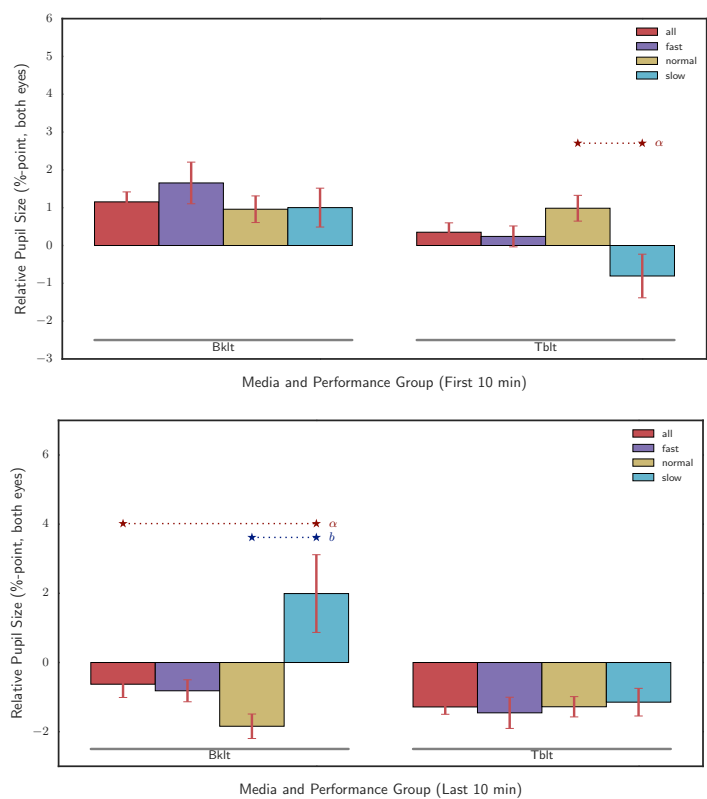 6
5
4
3
2
1
0
−1
−2
−3
Relative Pupil Size (%-point, both eyes)
all
fast
normal
slow
α
Bklt
Tblt
Media and Performance Group (First 10 min)
6
4
2
0
−2
Relative Pupil Size (%-point, both eyes)
all
fast
normal
slow
α
b
Bklt
Tblt
Media and Performance Group (Last 10 min)